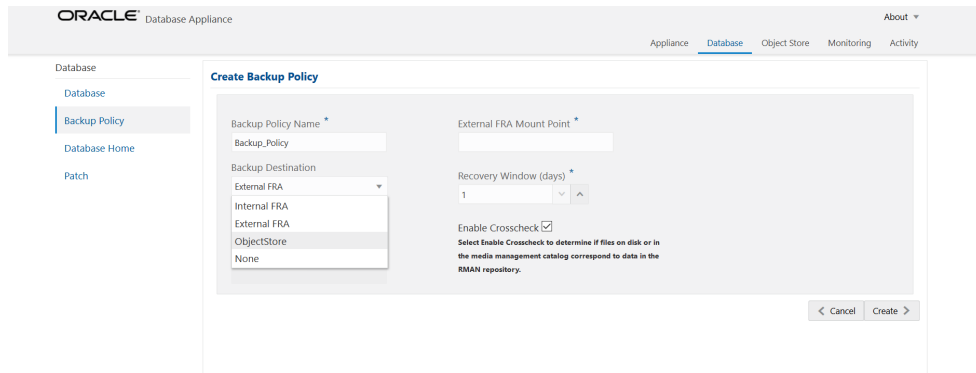 ORACLE® Database Appliance
About
Appliance Database Object Store Monitoring Activity
Database
Database
Backup Policy
Database Home
Patch
Create Backup Policy
Backup Policy Name *
Backup_Policy
Backup Destination
External FRA
Internal FRA
External FRA
ObjectStore
None
External FRA Mount Point *
Recovery Window (days) *
1
Enable Crosscheck
Select Enable Crosscheck to determine if files on disk or in
the media management catalog correspond to data in the
RMAN repository.
Cancel Create